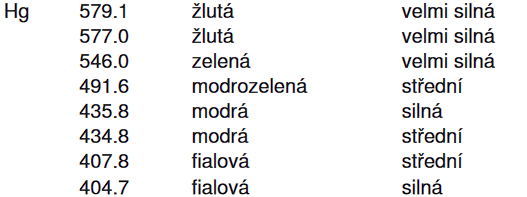 Hg 579.1 žlutá velmi silná
577.0 žlutá velmi silná
546.0 zelená velmi silná
491.6 modrozelená střední
435.8 modrá silná
434.8 modrá střední
407.8 fialová střední
404.7 fialová silná